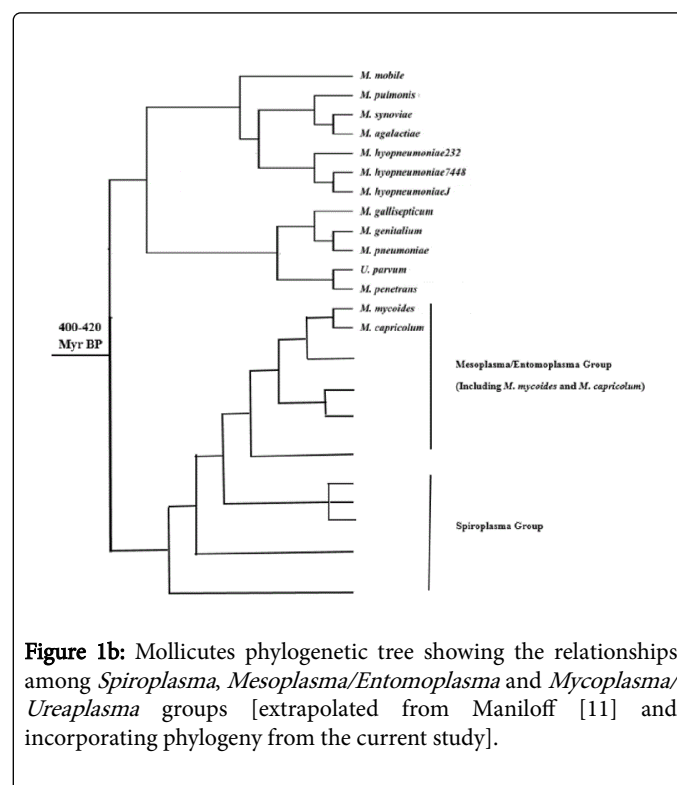 M. mobile
M. pulmonis
M. synoviae
M. agalactiae
M. hyopneumoniae232
M. hyopneumoniae7448
M. hyopneumoniaeJ
M. gallisepticum
M. genitalium
M. pneumoniae
U. parvum
M. penetrans
M. mycoides
M. capricolum
400-420
Myr BP
Mesoplasma/Entomoplasma Group
(Including M. mycoides and M. capricolum)
Spiroplasma Group
Figure 1b: Mollicutes phylogenetic tree showing the relationships
among Spiroplasma, Mesoplasma/Entomoplasma and Mycoplasma/
Ureaplasma groups [extrapolated from Maniloff [11] and
incorporating phylogeny from the current study].